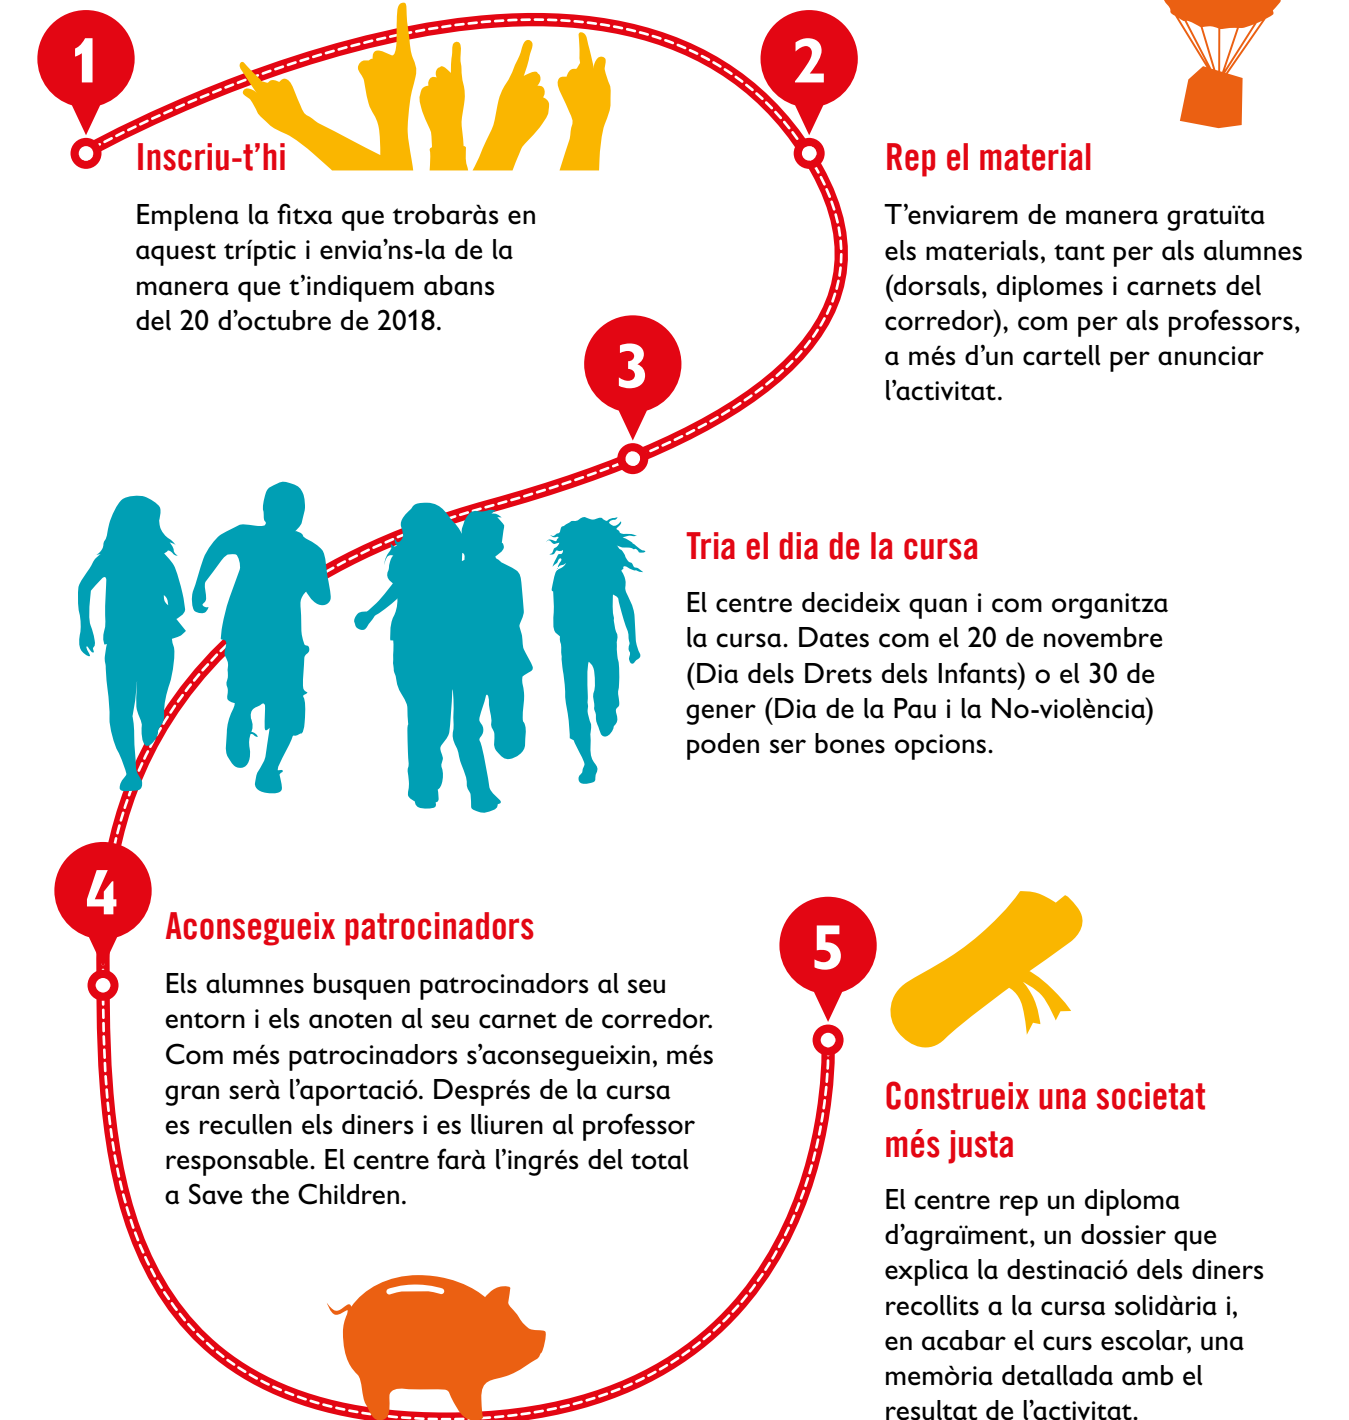 1
Inscriu-t’hi
Emplena la fitxa que trobaràs en
aquest tríptic i envia’ns-la de la
manera que t’indiquem abans
del 20 d’octubre de 2018.
2
Rep el material
T’enviarem de manera gratuïta
els materials, tant per als alumnes
(dorsals, diplomes i carnets del
corredor), com per als professors,
a més d’un cartell per anunciar
l’activitat.
3
Tria el dia de la cursa
El centre decideix quan i com organitza
la cursa. Dates com el 20 de novembre
(Dia dels Drets dels Infants) o el 30 de
gener (Dia de la Pau i la No-violència)
poden ser bones opcions.
4
Aconsegueix patrocinadors
Els alumnes busquen patrocinadors al seu
entorn i els anoten al seu carnet de corredor.
Com més patrocinadors s’aconsegueixin, més
gran serà l’aportació. Després de la cursa
es recullen els diners i es lliuren al professor
responsable. El centre farà l’ingrés del total
a Save the Children.
5
Construeix una societat
més justa
El centre rep un diploma
d’agraïment, un dossier que
explica la destinació dels diners
recollits a la cursa solidària i,
en acabar el curs escolar, una
memòria detallada amb el
resultat de l’activitat.